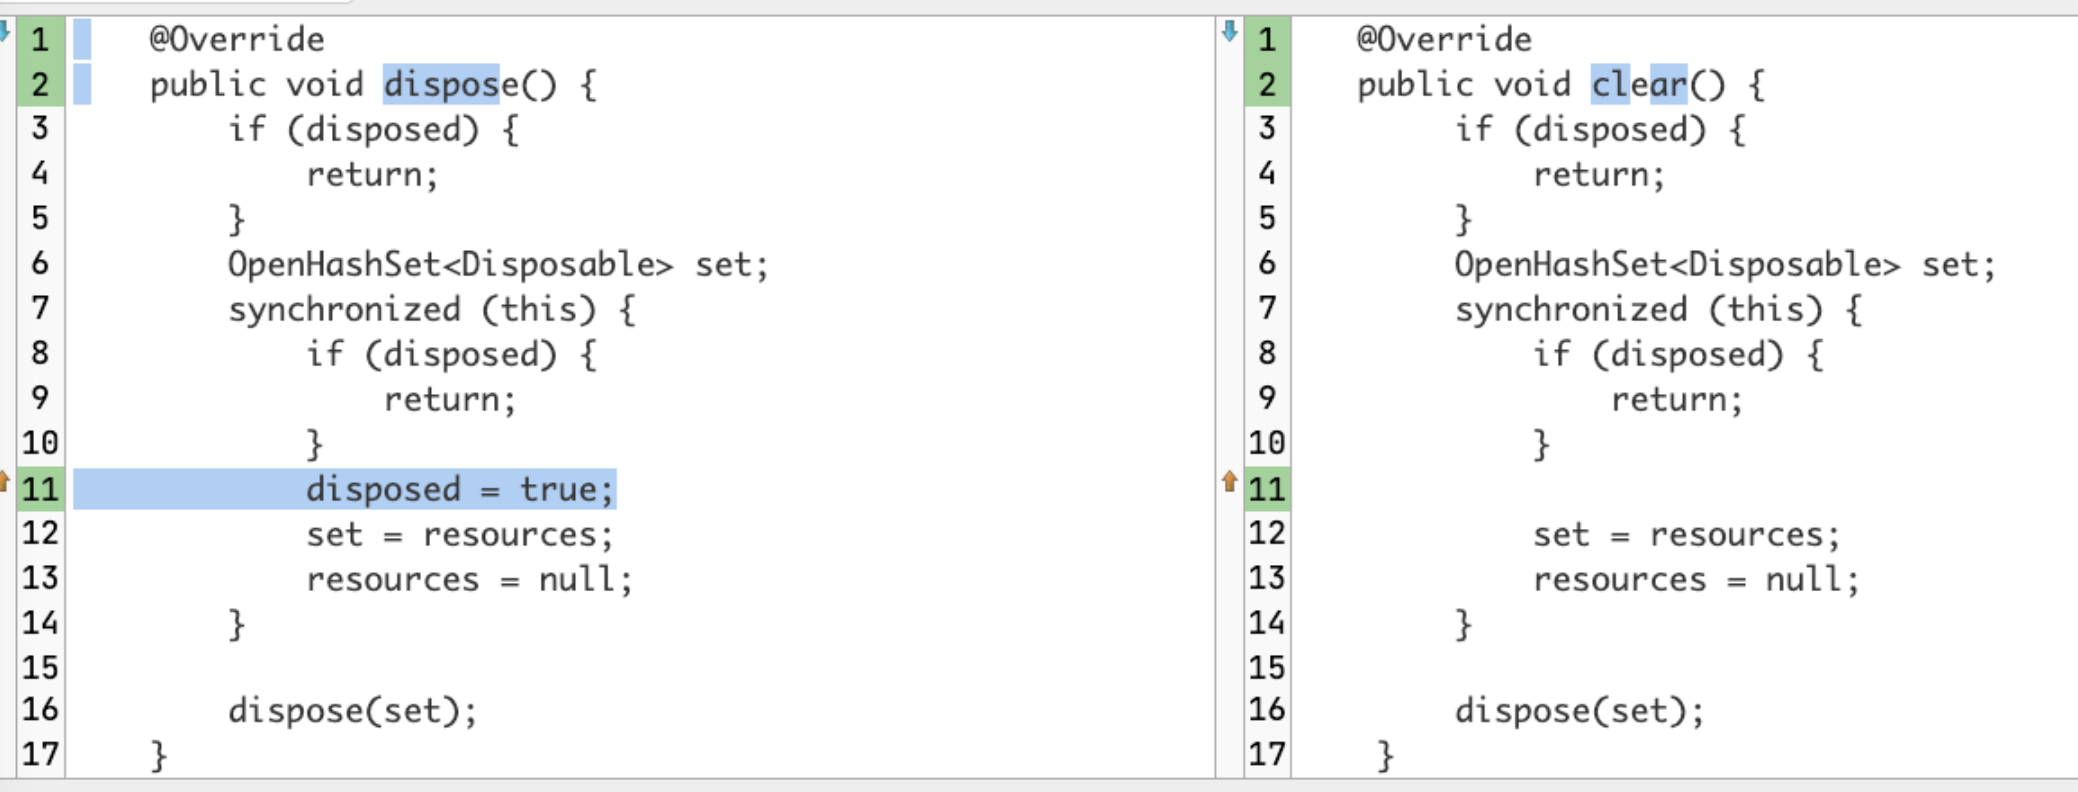 1    @Override
2    public void dispose() {
3        if (disposed) {
4            return;
5        }
6        OpenHashSet<Disposable> set;
7        synchronized (this) {
8            if (disposed) {
9                return;
10            }
11            disposed = true;
12            set = resources;
13            resources = null;
14        }
15
16        dispose(set);
17    }
1    @Override
2    public void clear() {
3        if (disposed) {
4            return;
5        }
6        OpenHashSet<Disposable> set;
7        synchronized (this) {
8            if (disposed) {
9                return;
10            }
11
12            set = resources;
13            resources = null;
14        }
15
16        dispose(set);
17    }